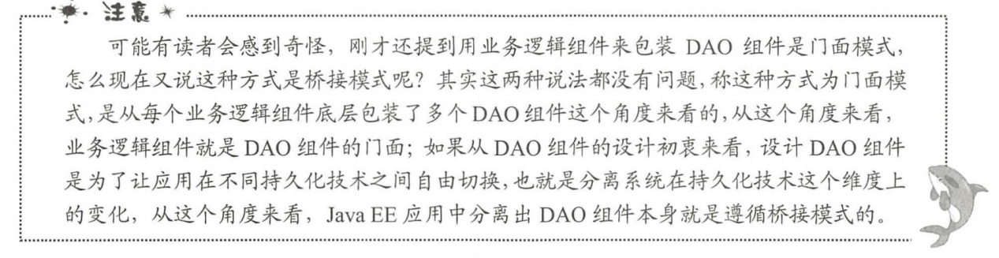 注意
可能有读者会感到奇怪，刚才还提到用业务逻辑组件来包装 DAO 组件是门面模式，
怎么现在又说这种方式是桥接模式呢？其实这两种说法都没有问题，称这种方式为门面模
式，是从每个业务逻辑组件底层包装了多个 DAO 组件这个角度来看的，从这个角度来看，
业务逻辑组件就是 DAO 组件的门面；如果从 DAO 组件的设计初衷来看，设计 DAO 组件
是为了让应用在不同持久化技术之间自由切换，也就是分离系统在持久化技术这个维度上
的变化，从这个角度来看，Java EE 应用中分离出 DAO 组件本身就是遵循桥接模式的。